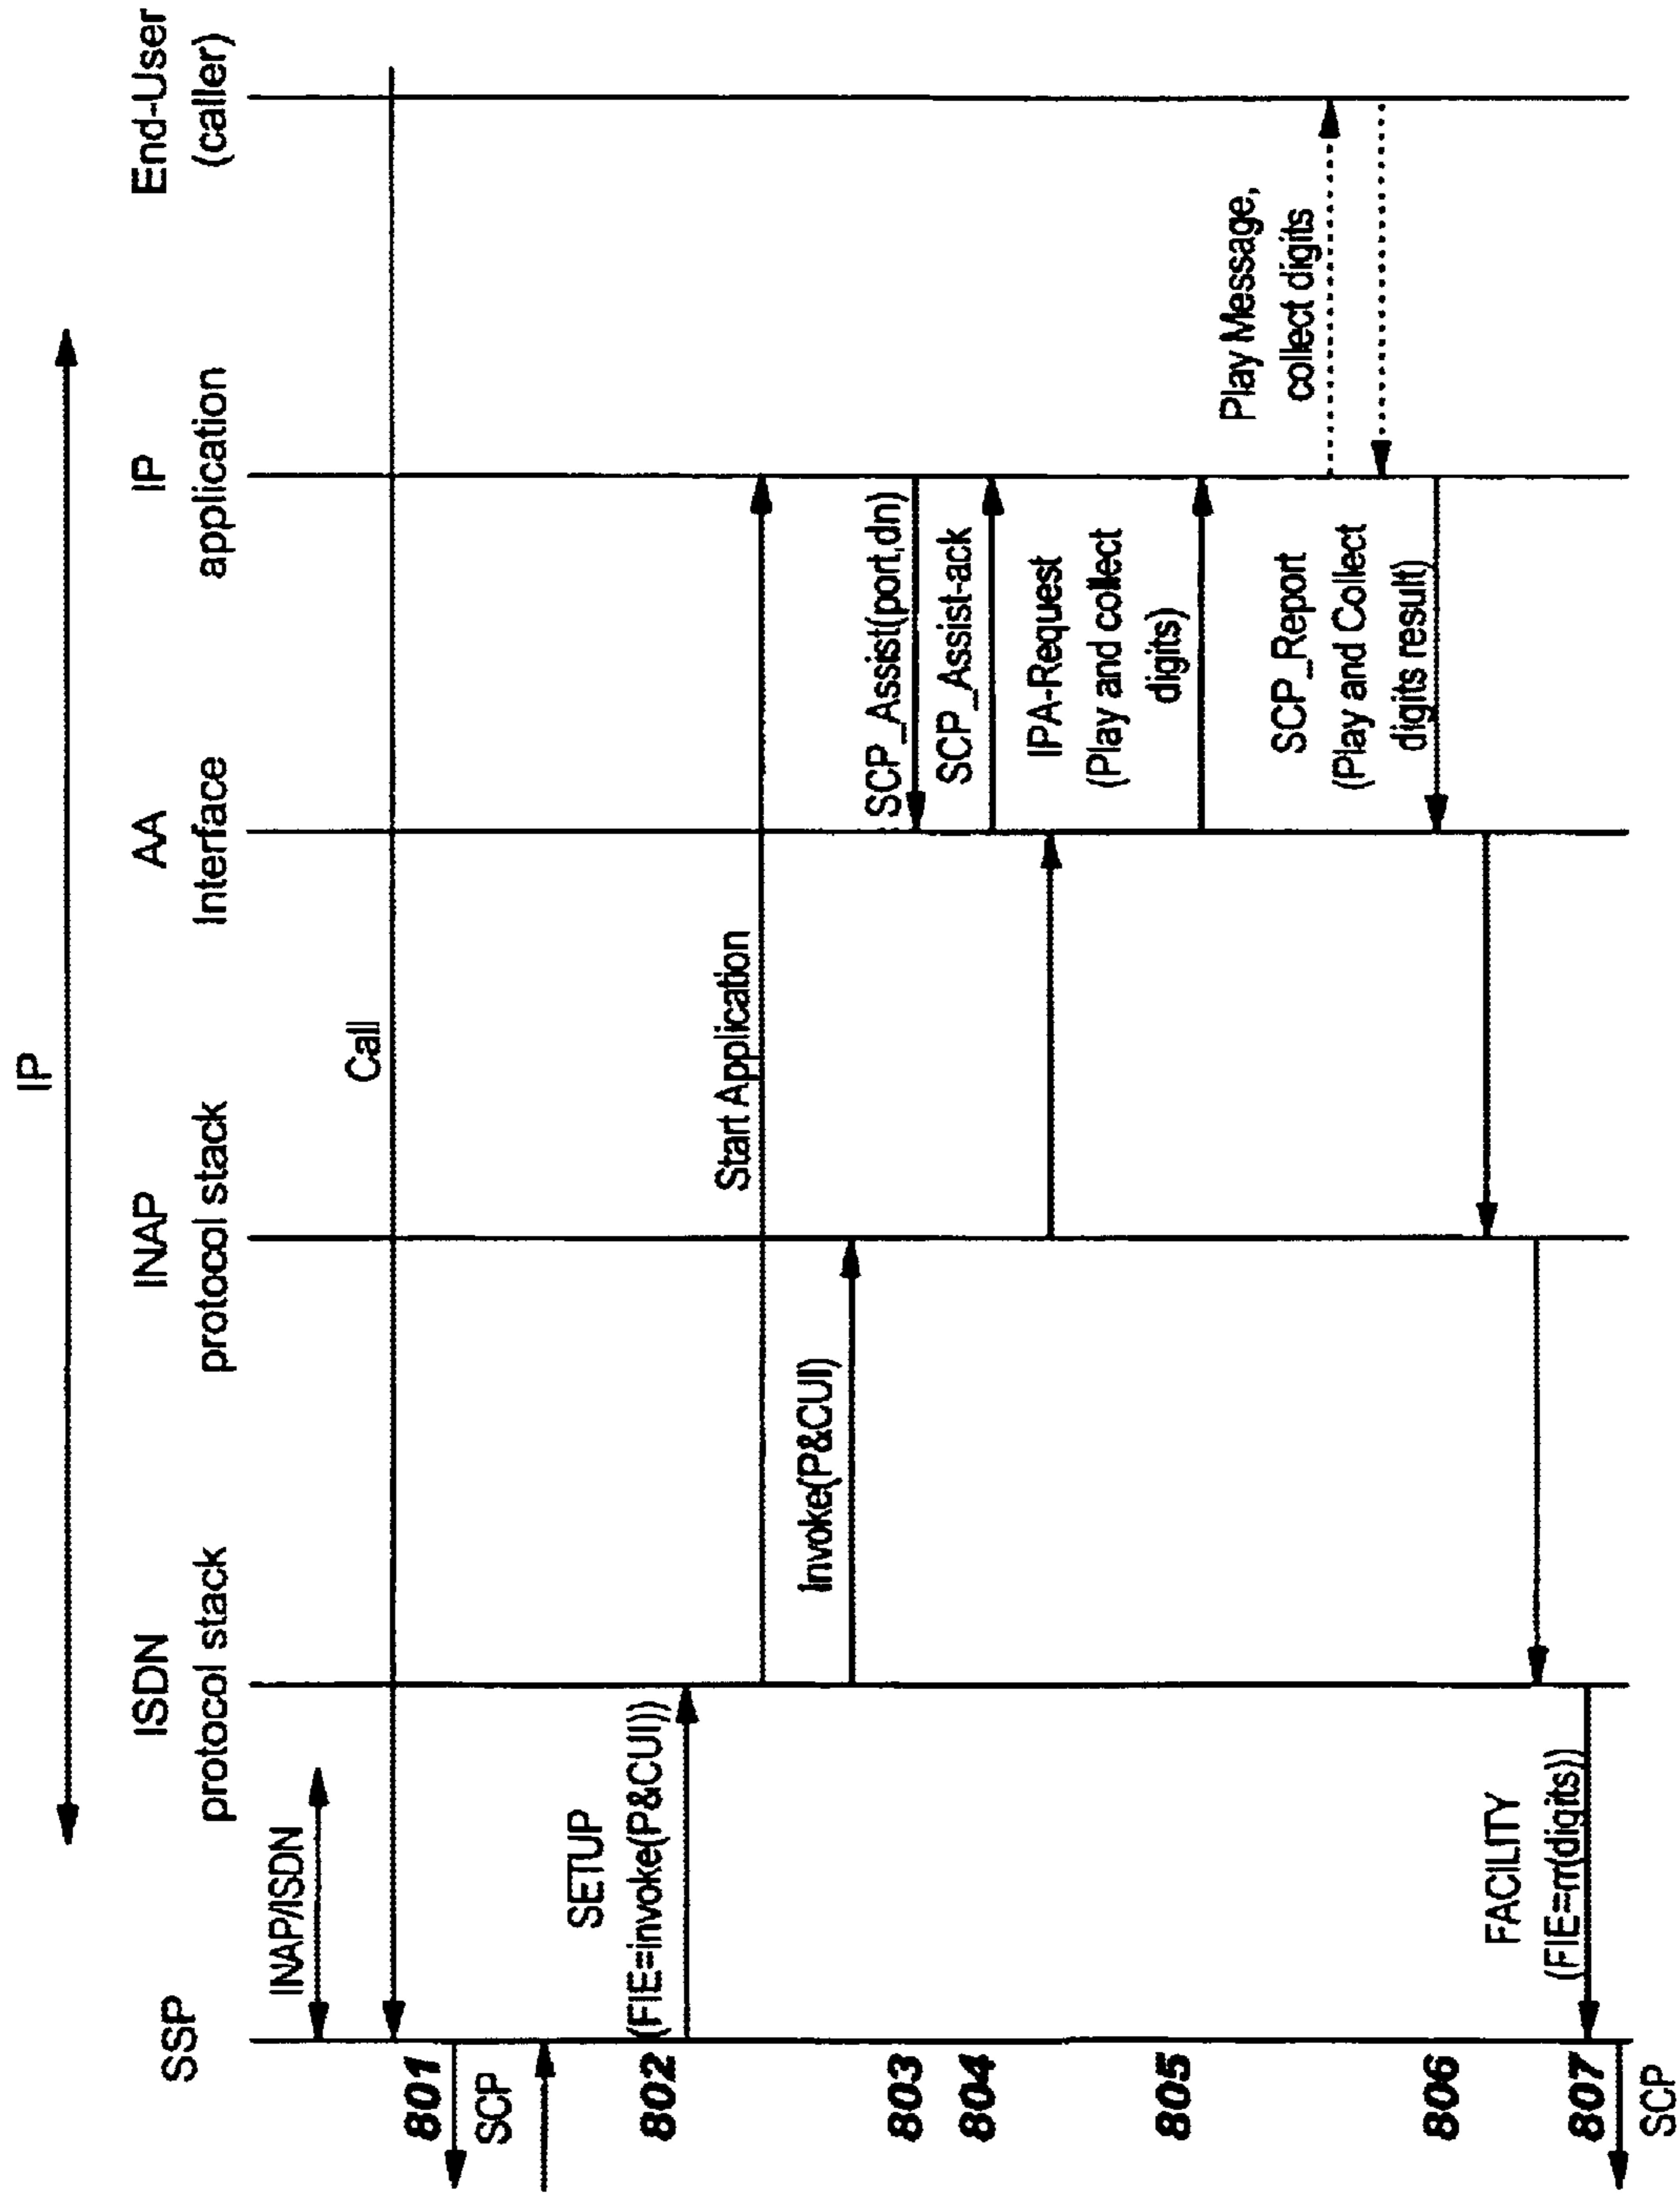 IP
SSP
ISDN
protocol stack
INAP
protocol stack
AA
Interface
IP
application
End-User
(caller)
INAP/ISDN
Call
801
SCP
SETUP
(FIE=invoke(P&CUI))
802
Start Application
Invoke(P&CUI)
803
SCP_Assist(port,dn)
804
SCP_Assist-ack
IPA-Request
(Play and collect
digits)
805
Play Message,
collect digits
SCP_Report
(Play and Collect
digits result)
806
FACILITY
(FIE=rr(digits))
807
SCP